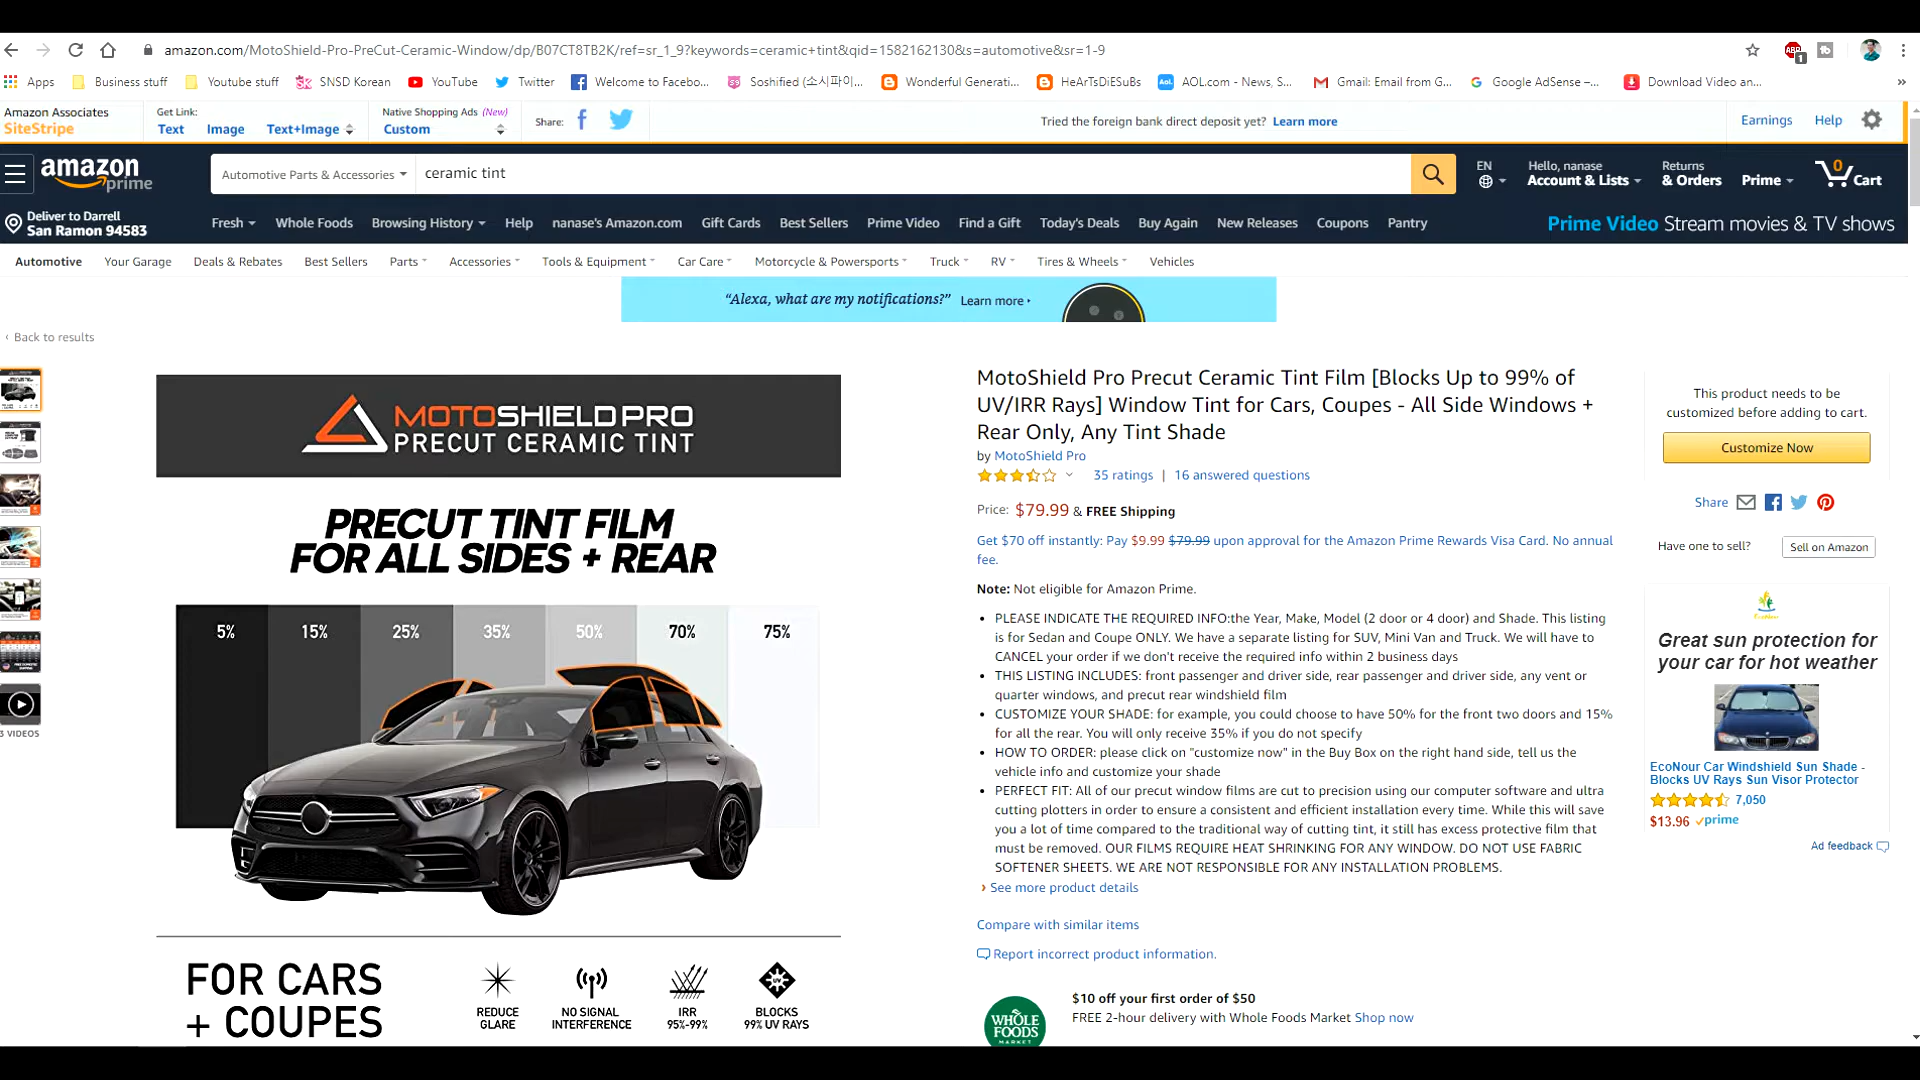 amazon.com/MotoShield-Pro-PreCut-Ceramic-Window/dp/B07CT8TB2K/ref=sr_1_9?keywords=ceramic+tint&qid=1582162130&s=automotive&sr=1-9
ABP 1
Apps Business stuff Youtube stuff SNSD Korean YouTube Twitter Welcome to Facebo... Soshified (소시파이... Wonderful Generati... HeArTsDiESuBs AOL.com - News, S... Gmail: Email from G... Google AdSense –... Download Video an... »
Amazon Associates
SiteStripe
Get Link:
Text Image Text+Image
Native Shopping Ads (New)
Custom
Share:
Tried the foreign bank direct deposit yet? Learn more
Earnings Help
amazon prime
Automotive Parts & Accessories
ceramic tint
EN
Hello, nanase
Account & Lists
Returns
& Orders
Prime
0
Cart
Deliver to Darrell
San Ramon 94583
Fresh Whole Foods Browsing History Help nanase's Amazon.com Gift Cards Best Sellers Prime Video Find a Gift Today's Deals Buy Again New Releases Coupons Pantry
Prime Video Stream movies & TV shows
Automotive Your Garage Deals & Rebates Best Sellers Parts Accessories Tools & Equipment Car Care Motorcycle & Powersports Truck RV Tires & Wheels Vehicles
“Alexa, what are my notifications?” Learn more
‹ Back to results
3 VIDEOS
MOTOSHIELD PRO
PRECUT CERAMIC TINT
PRECUT TINT FILM
FOR ALL SIDES + REAR
5% 15% 25% 35% 50% 70% 75%
FOR CARS
+ COUPES
REDUCE
GLARE
NO SIGNAL
INTERFERENCE
IRR
95%-99%
UV
BLOCKS
99% UV RAYS
MotoShield Pro Precut Ceramic Tint Film [Blocks Up to 99% of
UV/IRR Rays] Window Tint for Cars, Coupes - All Side Windows +
Rear Only, Any Tint Shade
by MotoShield Pro
35 ratings | 16 answered questions
Price: $79.99 & FREE Shipping
Get $70 off instantly: Pay $9.99 $79.99 upon approval for the Amazon Prime Rewards Visa Card. No annual
fee.
Note: Not eligible for Amazon Prime.
• PLEASE INDICATE THE REQUIRED INFO:the Year, Make, Model (2 door or 4 door) and Shade. This listing
is for Sedan and Coupe ONLY. We have a separate listing for SUV, Mini Van and Truck. We will have to
CANCEL your order if we don't receive the required info within 2 business days
• THIS LISTING INCLUDES: front passenger and driver side, rear passenger and driver side, any vent or
quarter windows, and precut rear windshield film
• CUSTOMIZE YOUR SHADE: for example, you could choose to have 50% for the front two doors and 15%
for all the rear. You will only receive 35% if you do not specify
• HOW TO ORDER: please click on "customize now" in the Buy Box on the right hand side, tell us the
vehicle info and customize your shade
• PERFECT FIT: All of our precut window films are cut to precision using our computer software and ultra
cutting plotters in order to ensure a consistent and efficient installation every time. While this will save
you a lot of time compared to the traditional way of cutting tint, it still has excess protective film that
must be removed. OUR FILMS REQUIRE HEAT SHRINKING FOR ANY WINDOW. DO NOT USE FABRIC
SOFTENER SHEETS. WE ARE NOT RESPONSIBLE FOR ANY INSTALLATION PROBLEMS.
› See more product details
Compare with similar items
Report incorrect product information.
WHOLE
FOODS
MARKET
$10 off your first order of $50
FREE 2-hour delivery with Whole Foods Market Shop now
This product needs to be
customized before adding to cart.
Customize Now
Share
Have one to sell?
Sell on Amazon
Great sun protection for
your car for hot weather
EcoNour Car Windshield Sun Shade -
Blocks UV Rays Sun Visor Protector
7,050
$13.96 prime
Ad feedback